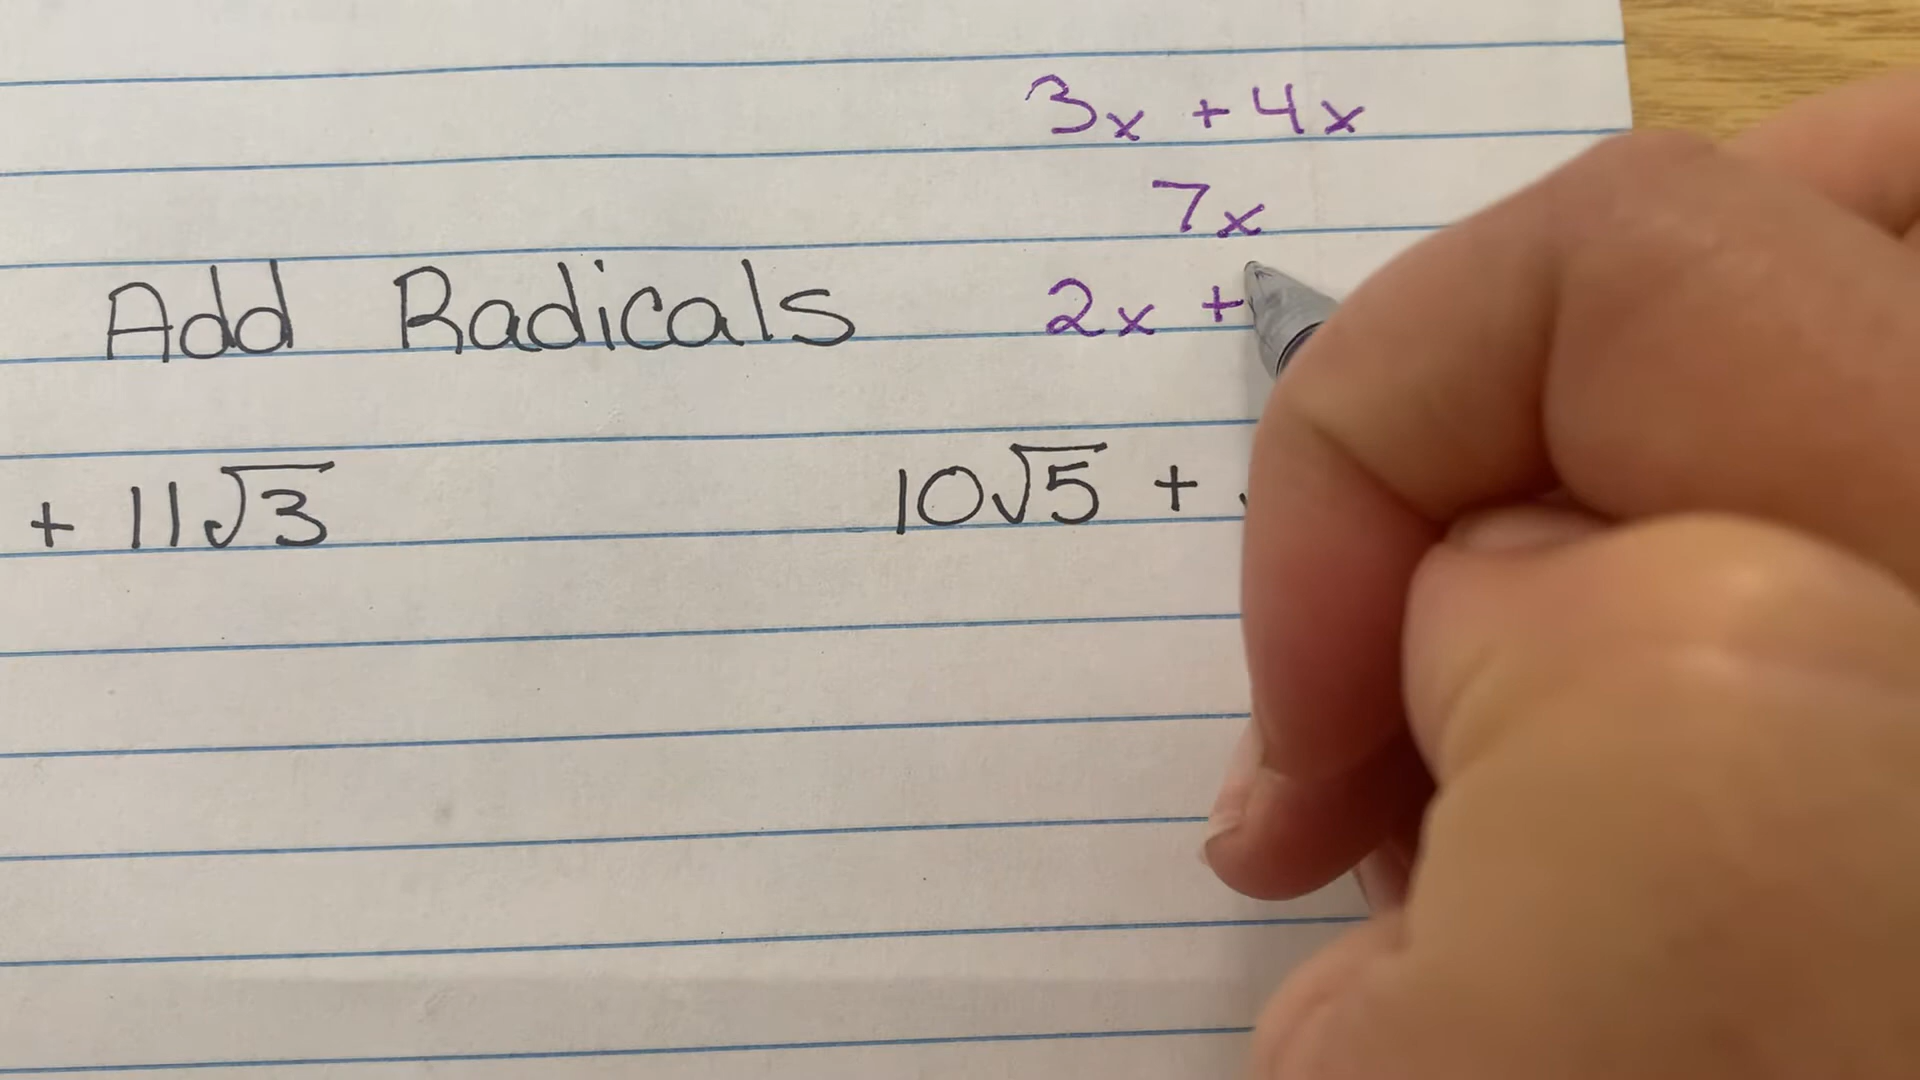 3x + 4x
7x
Add Radicals
2x +
+ 11√3
10√5 +